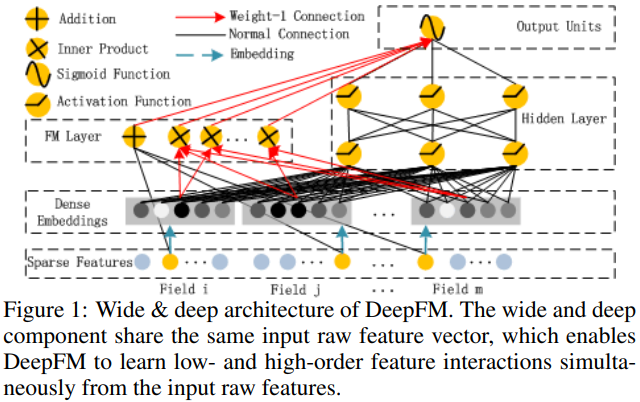 Addition
Inner Product
Sigmoid Function
Activation Function
Weight-1 Connection
Normal Connection
Embedding
Output Units
Hidden Layer
FM Layer
...
Dense
Embeddings
...
Sparse Features
... ... ... ...
Field i Field j ... Field m
Figure 1: Wide & deep architecture of DeepFM. The wide and deep
component share the same input raw feature vector, which enables
DeepFM to learn low- and high-order feature interactions simulta-
neously from the input raw features.